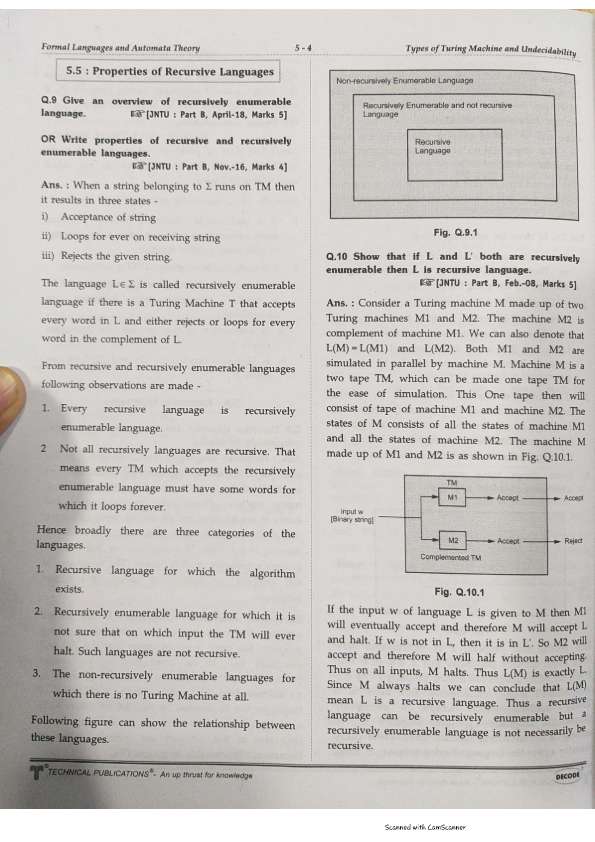 Formal Languages and Automata Theory 5 - 4 Types of Turing Machine and Undecidability
5.5 : Properties of Recursive Languages
Q.9 Give an overview of recursively enumerable
language. ☞[JNTU : Part B, April-18, Marks 5]
OR Write properties of recursive and recursively
enumerable languages.
☞[JNTU : Part B, Nov.-16, Marks 4]
Ans. : When a string belonging to Σ runs on TM then
it results in three states -
i) Acceptance of string
ii) Loops for ever on receiving string
iii) Rejects the given string.
The language L∈Σ is called recursively enumerable
language if there is a Turing Machine T that accepts
every word in L and either rejects or loops for every
word in the complement of L.
From recursive and recursively enumerable languages
following observations are made -
1. Every recursive language is recursively
enumerable language.
2 Not all recursively languages are recursive. That
means every TM which accepts the recursively
enumerable language must have some words for
which it loops forever.
Hence broadly there are three categories of the
languages.
1. Recursive language for which the algorithm
exists.
2. Recursively enumerable language for which it is
not sure that on which input the TM will ever
halt. Such languages are not recursive.
3. The non-recursively enumerable languages for
which there is no Turing Machine at all.
Following figure can show the relationship between
these languages.
Non-recursively Enumerable Language
Recursively Enumerable and not recursive
Language
Recursive
Language
Fig. Q.9.1
Q.10 Show that if L and L' both are recursively
enumerable then L is recursive language.
☞[JNTU : Part B, Feb.-08, Marks 5]
Ans. : Consider a Turing machine M made up of two
Turing machines M1 and M2. The machine M2 is
complement of machine M1. We can also denote that
L(M) = L(M1) and L(M2). Both M1 and M2 are
simulated in parallel by machine M. Machine M is a
two tape TM, which can be made one tape TM for
the ease of simulation. This One tape then will
consist of tape of machine M1 and machine M2. The
states of M consists of all the states of machine M1
and all the states of machine M2. The machine M
made up of M1 and M2 is as shown in Fig. Q.10.1.
TM
M1 Accept Accept
Input w
[Binary string]
M2 Accept Reject
Complemented TM
Fig. Q.10.1
If the input w of language L is given to M then M1
will eventually accept and therefore M will accept L
and halt. If w is not in L, then it is in L'. So M2 will
accept and therefore M will half without accepting.
Thus on all inputs, M halts. Thus L(M) is exactly L.
Since M always halts we can conclude that L(M)
mean L is a recursive language. Thus a recursive
language can be recursively enumerable but a
recursively enumerable language is not necessarily be
recursive.
TECHNICAL PUBLICATIONS® - An up thrust for knowledge
DECODE
Scanned with CamScanner